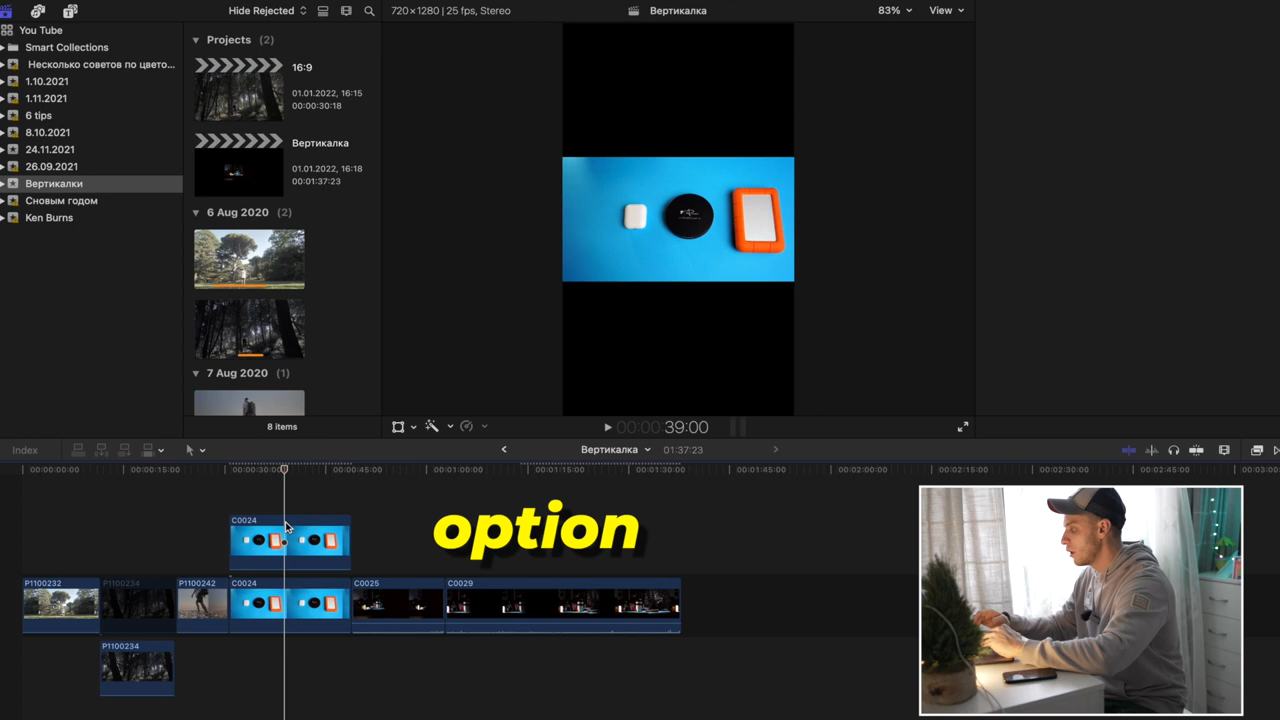 Hide Rejected
720×1280 | 25 fps, Stereo
Вертикалка
83%
View
You Tube
Smart Collections
Несколько советов по цвето...
1.10.2021
1.11.2021
6 tips
8.10.2021
24.11.2021
26.09.2021
Вертикалки
Сновым годом
Ken Burns
Projects (2)
16:9
01.01.2022, 16:15
00:00:30:18
Вертикалка
01.01.2022, 16:18
00:01:37:23
6 Aug 2020 (2)
7 Aug 2020 (1)
8 items
00:00:39:00
Index
Вертикалка
01:37:23
00:00:00:00
00:00:15:00
00:00:30:00
00:00:45:00
00:01:00:00
00:01:15:00
00:01:30:00
00:01:45:00
00:02:00:00
00:02:15:00
00:02:30:00
00:02:45:00
C0024
option
P1100232
P1100234
P1100242
C0024
C0025
C0029
P1100234